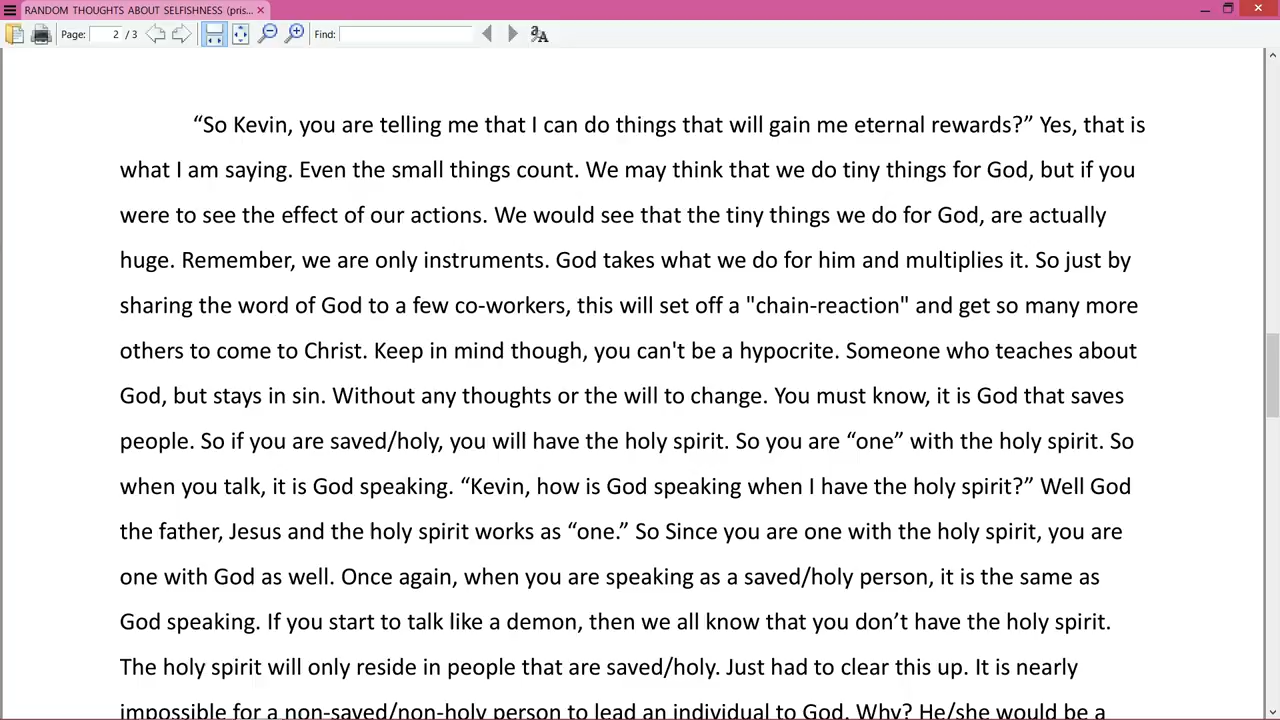 RANDOM THOUGHTS ABOUT SELFISHNESS (pris...
Page: 2 / 3 Find:
“So Kevin, you are telling me that I can do things that will gain me eternal rewards?” Yes, that is
what I am saying. Even the small things count. We may think that we do tiny things for God, but if you
were to see the effect of our actions. We would see that the tiny things we do for God, are actually
huge. Remember, we are only instruments. God takes what we do for him and multiplies it. So just by
sharing the word of God to a few co-workers, this will set off a "chain-reaction" and get so many more
others to come to Christ. Keep in mind though, you can't be a hypocrite. Someone who teaches about
God, but stays in sin. Without any thoughts or the will to change. You must know, it is God that saves
people. So if you are saved/holy, you will have the holy spirit. So you are “one” with the holy spirit. So
when you talk, it is God speaking. “Kevin, how is God speaking when I have the holy spirit?” Well God
the father, Jesus and the holy spirit works as “one.” So Since you are one with the holy spirit, you are
one with God as well. Once again, when you are speaking as a saved/holy person, it is the same as
God speaking. If you start to talk like a demon, then we all know that you don’t have the holy spirit.
The holy spirit will only reside in people that are saved/holy. Just had to clear this up. It is nearly
impossible for a non-saved/non-holy person to lead an individual to God. Why? He/she would be a